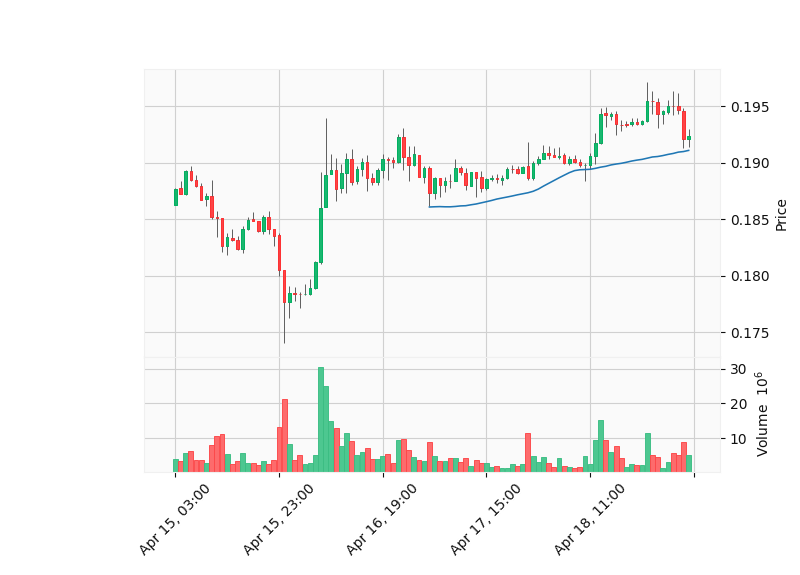 0.195
0.190
0.185
0.180
0.175
Price
30
20
10
Volume 10^6
Apr 15, 03:00
Apr 15, 23:00
Apr 16, 19:00
Apr 17, 15:00
Apr 18, 11:00